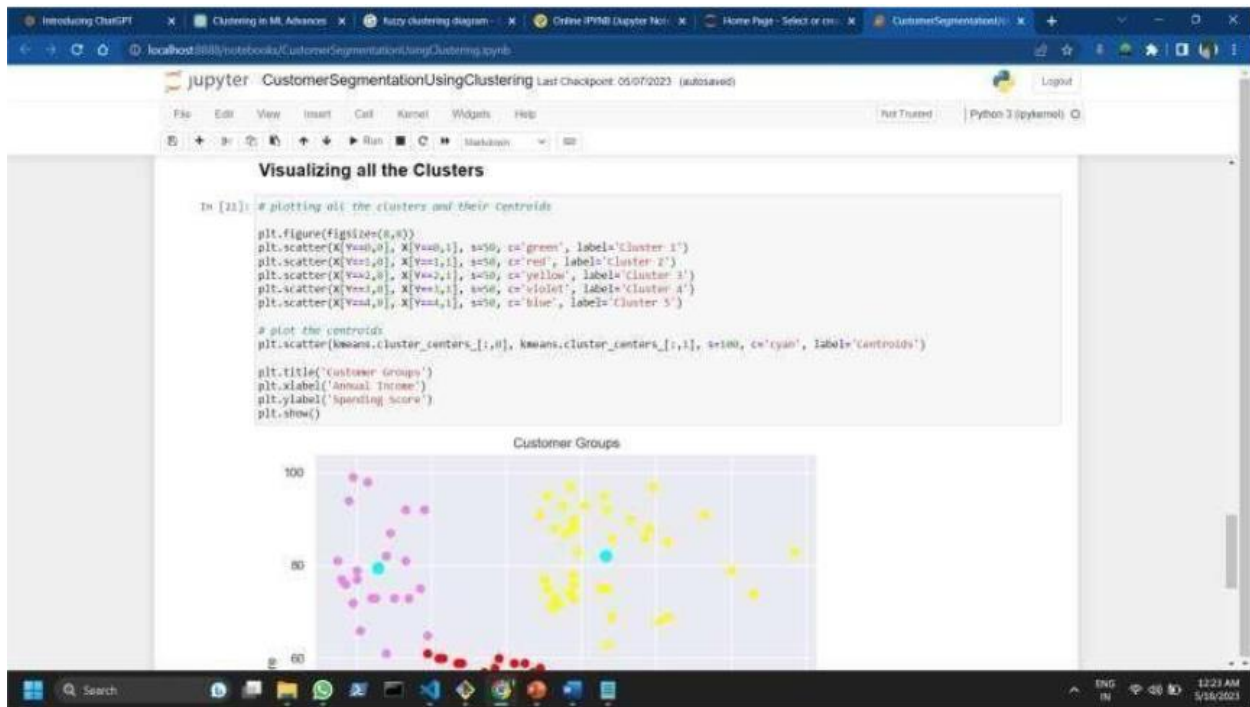 Introducing ChatGPT
Clustering in ML Advances
fuzzy clustering diagram -
Online IPYNB (Jupyter Not
Home Page - Select or cre
CustomerSegmentationUsi
localhost:8888/notebooks/CustomerSegmentationUsingClustering.ipynb
jupyter CustomerSegmentationUsingClustering Last Checkpoint: 05/07/2023 (autosaved)
Logout
File Edit View Insert Cell Kernel Widgets Help
Not Trusted
Python 3 (ipykernel)
Run
Markdown
Visualizing all the Clusters
In [21]: # plotting all the clusters and their Centroids
plt.figure(figsize=(8,8))
plt.scatter(X[Y==0,0], X[Y==0,1], s=50, c='green', label='Cluster 1')
plt.scatter(X[Y==1,0], X[Y==1,1], s=50, c='red', label='Cluster 2')
plt.scatter(X[Y==2,0], X[Y==2,1], s=50, c='yellow', label='Cluster 3')
plt.scatter(X[Y==3,0], X[Y==3,1], s=50, c='violet', label='Cluster 4')
plt.scatter(X[Y==4,0], X[Y==4,1], s=50, c='blue', label='Cluster 5')
# plot the centroids
plt.scatter(kmeans.cluster_centers_[:,0], kmeans.cluster_centers_[:,1], s=100, c='cyan', label='Centroids')
plt.title('Customer Groups')
plt.xlabel('Annual Income')
plt.ylabel('Spending Score')
plt.show()
Customer Groups
100
80
60
Search
ENG
IN
12:23 AM
5/16/2023